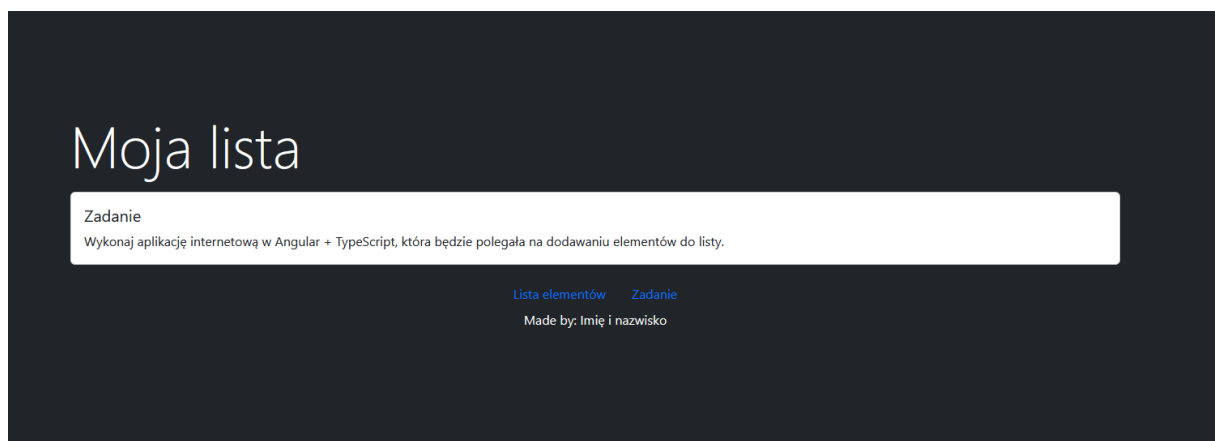 Moja lista
Zadanie
Wykonaj aplikację internetową w Angular + TypeScript, która będzie polegała na dodawaniu elementów do listy.
Lista elementów Zadanie
Made by: Imię i nazwisko